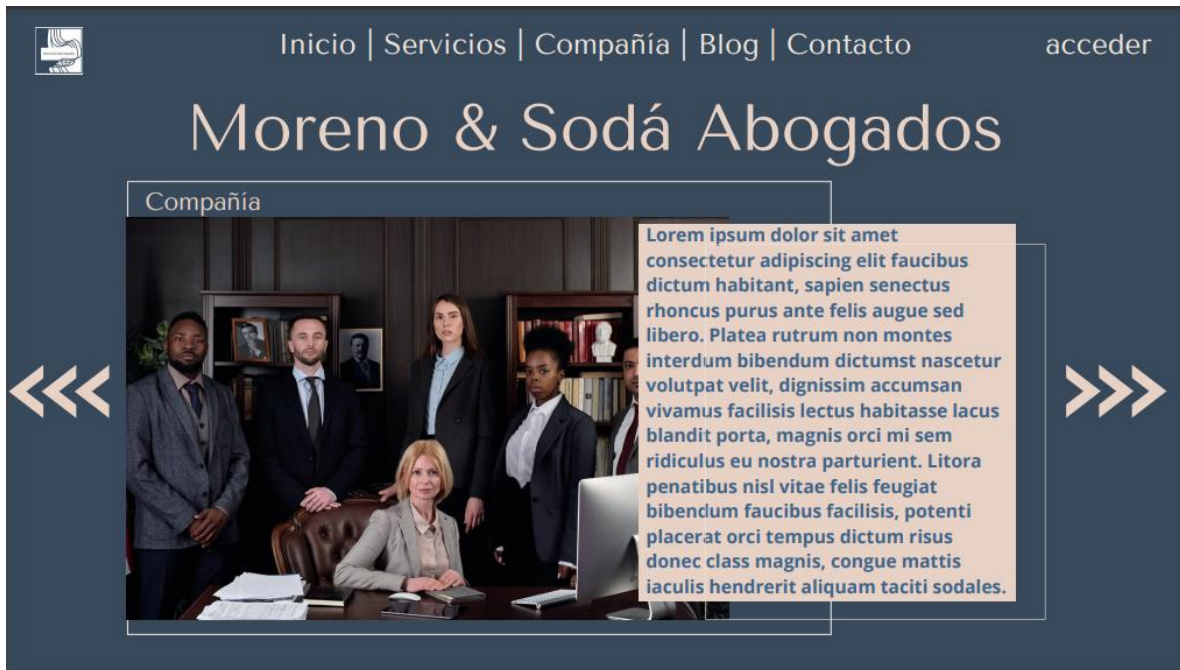 Inicio | Servicios | Compañía | Blog | Contacto
acceder
Moreno & Sodá Abogados
Compañía
Lorem ipsum dolor sit amet
consectetur adipiscing elit faucibus
dictum habitant, sapien senectus
rhoncus purus ante felis augue sed
libero. Platea rutrum non montes
interdum bibendum dictumst nascetur
volutpat velit, dignissim accumsan
vivamus facilisis lectus habitasse lacus
blandit porta, magnis orci mi sem
ridiculus eu nostra parturient. Litora
penatibus nisl vitae felis feugiat
bibendum faucibus facilisis, potenti
placerat orci tempus dictum risus
donec class magnis, congue mattis
iaculis hendrerit aliquam taciti sodales.